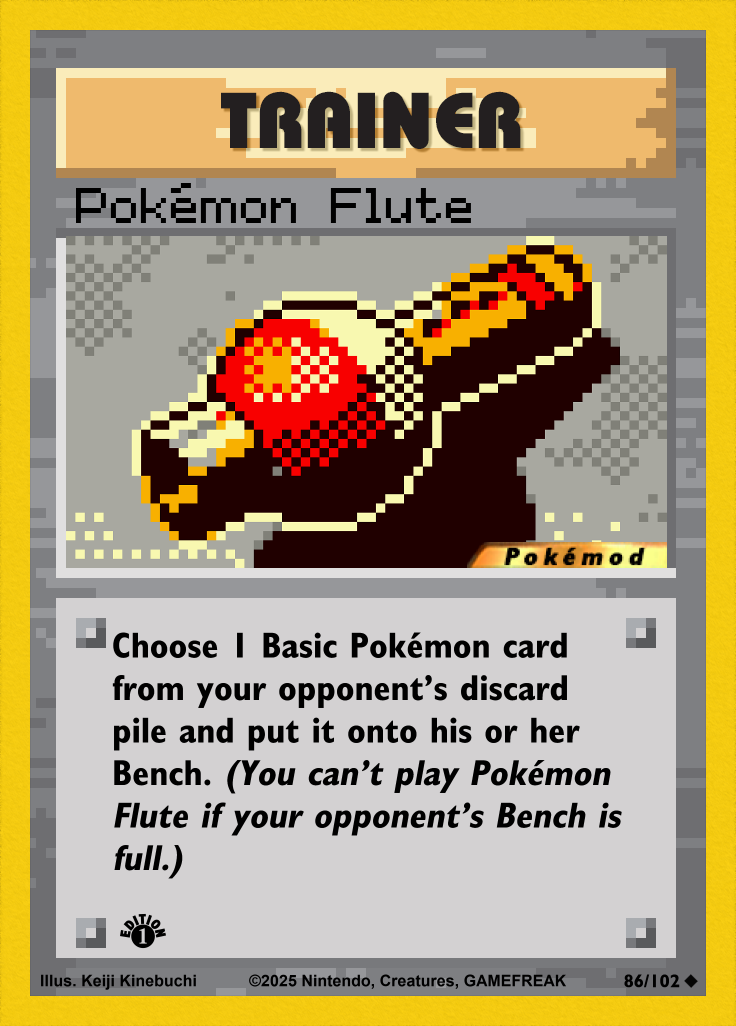 TRAINER
Pokémon Flute
Pokémod
Choose 1 Basic Pokémon card
from your opponent's discard
pile and put it onto his or her
Bench. (You can't play Pokémon
Flute if your opponent's Bench is
full.)
EDITION
1
Illus. Keiji Kinebuchi ©2025 Nintendo, Creatures, GAMEFREAK 86/102 ◆